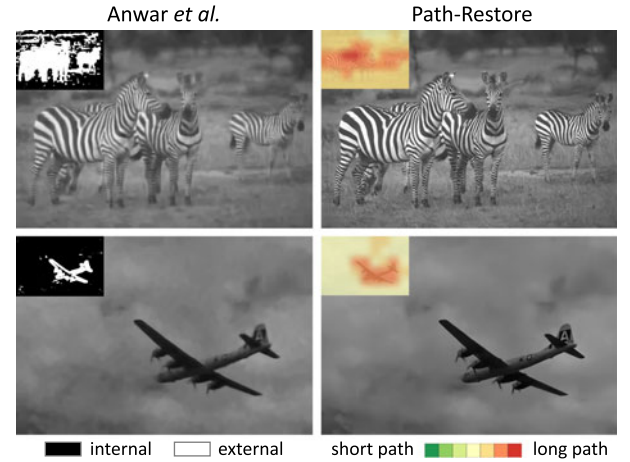 Anwar et al.
Path-Restore
A
internal
external
short path
long path